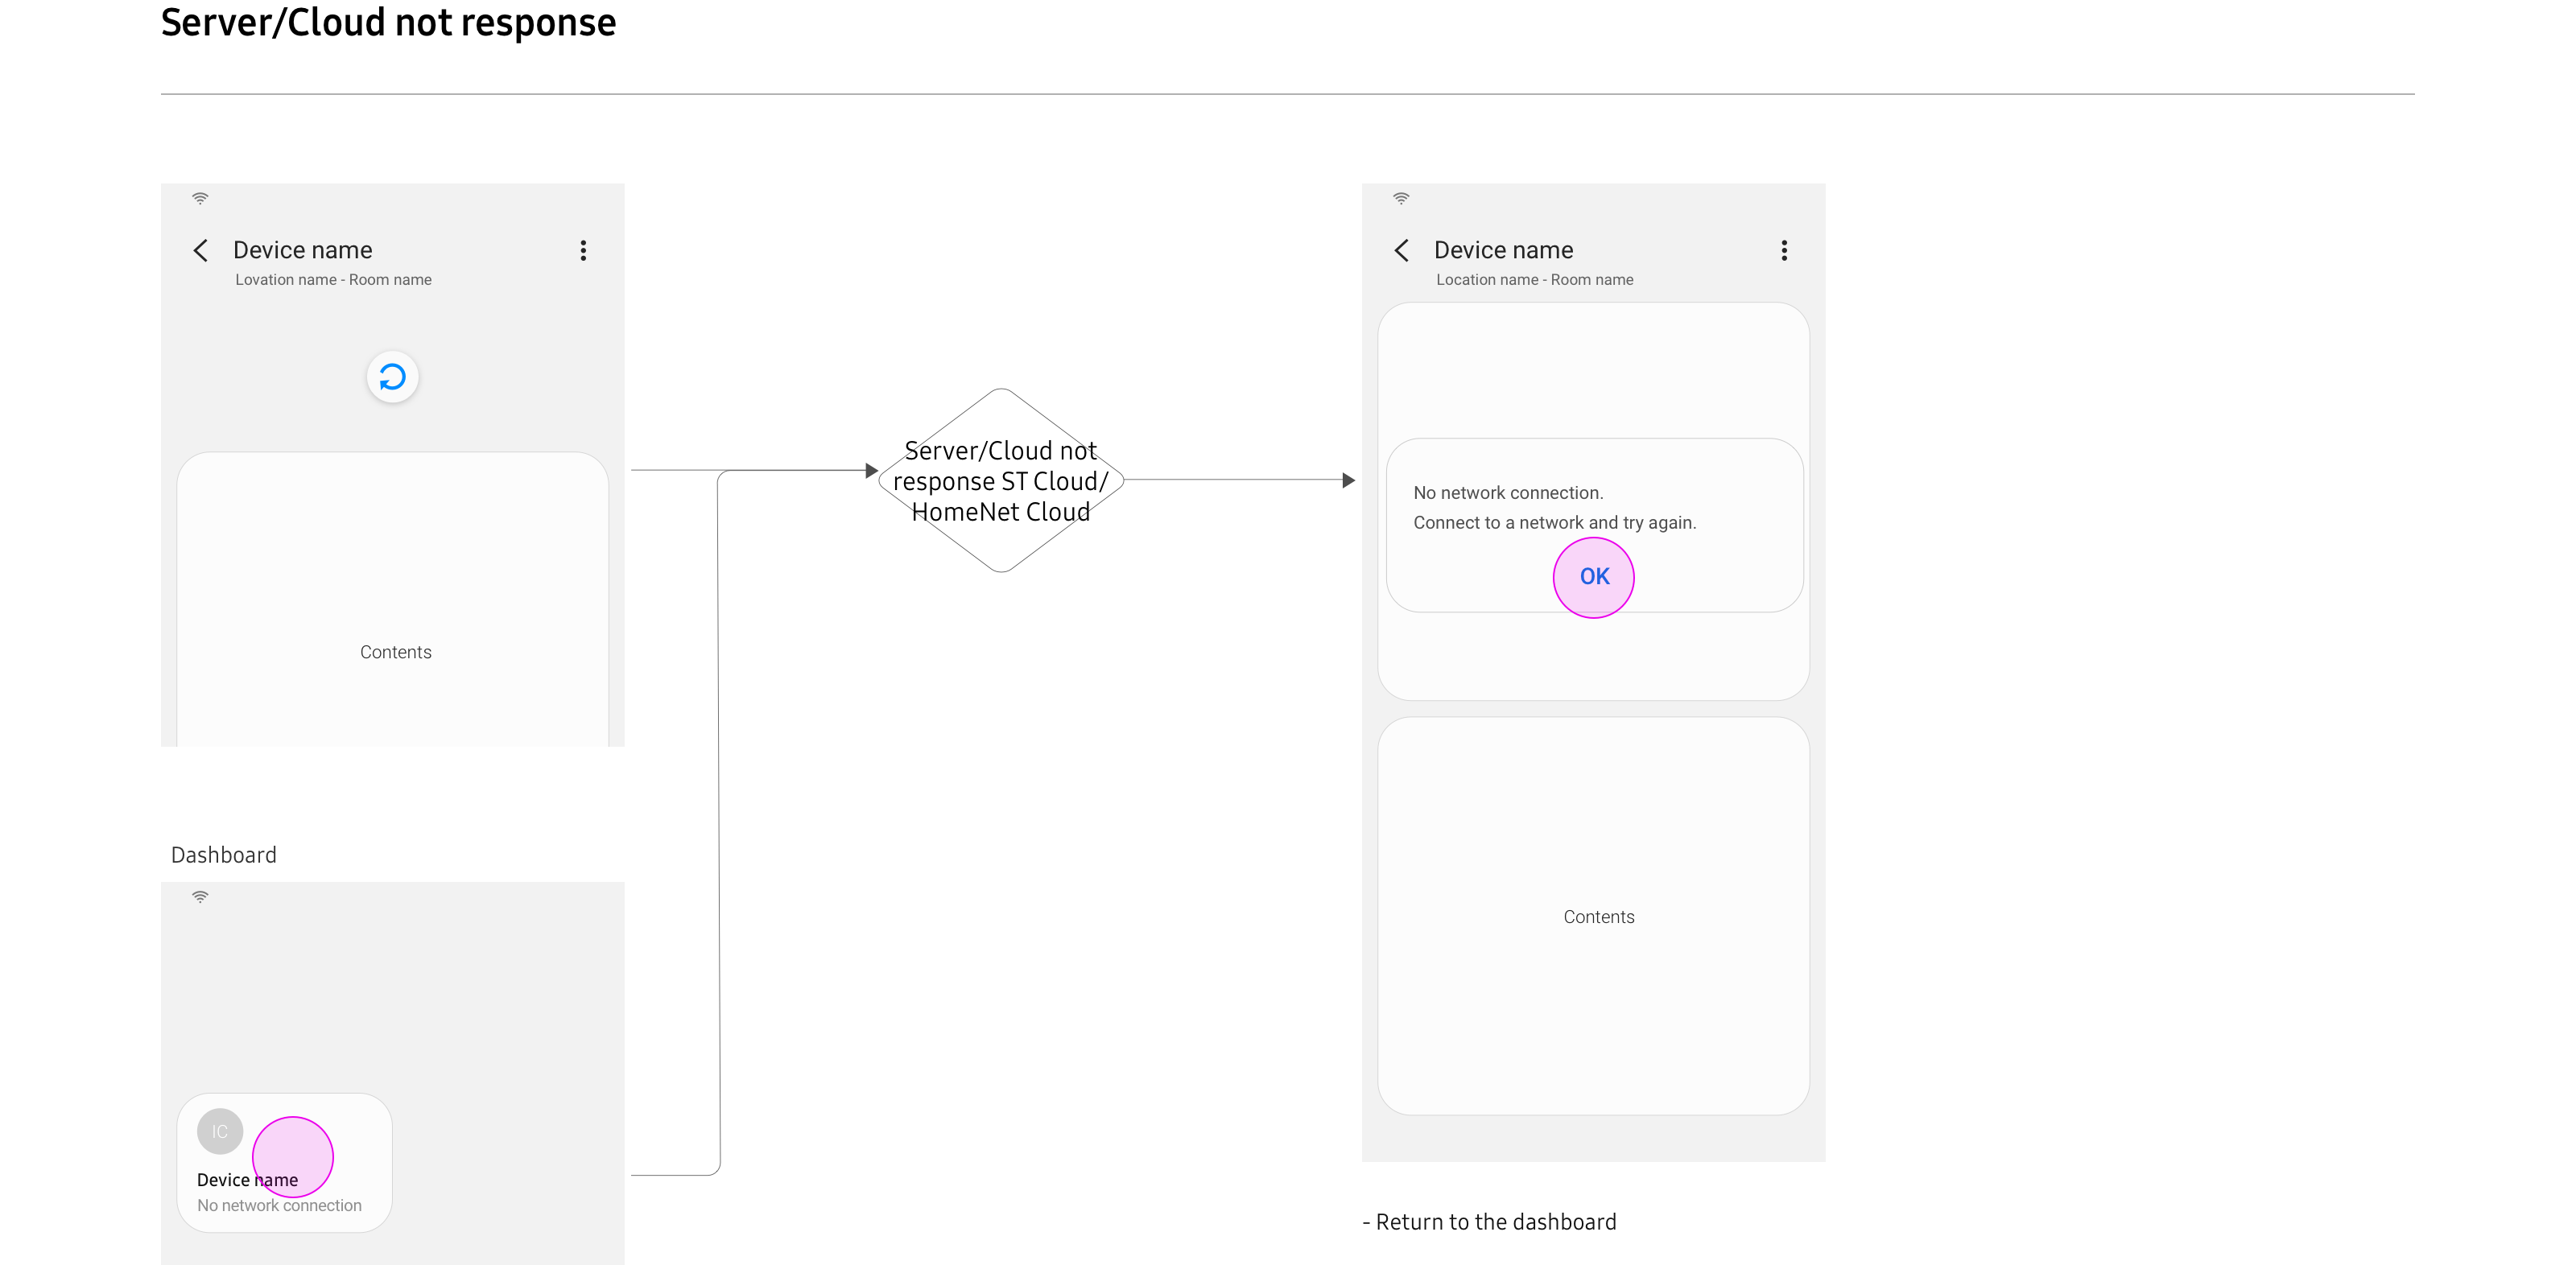 Server/Cloud not response
Device name
Lovation name - Room name
Contents
Dashboard
IC
Device name
No network connection
Server/Cloud not
response ST Cloud/
HomeNet Cloud
Device name
Location name - Room name
No network connection.
Connect to a network and try again.
OK
Contents
- Return to the dashboard